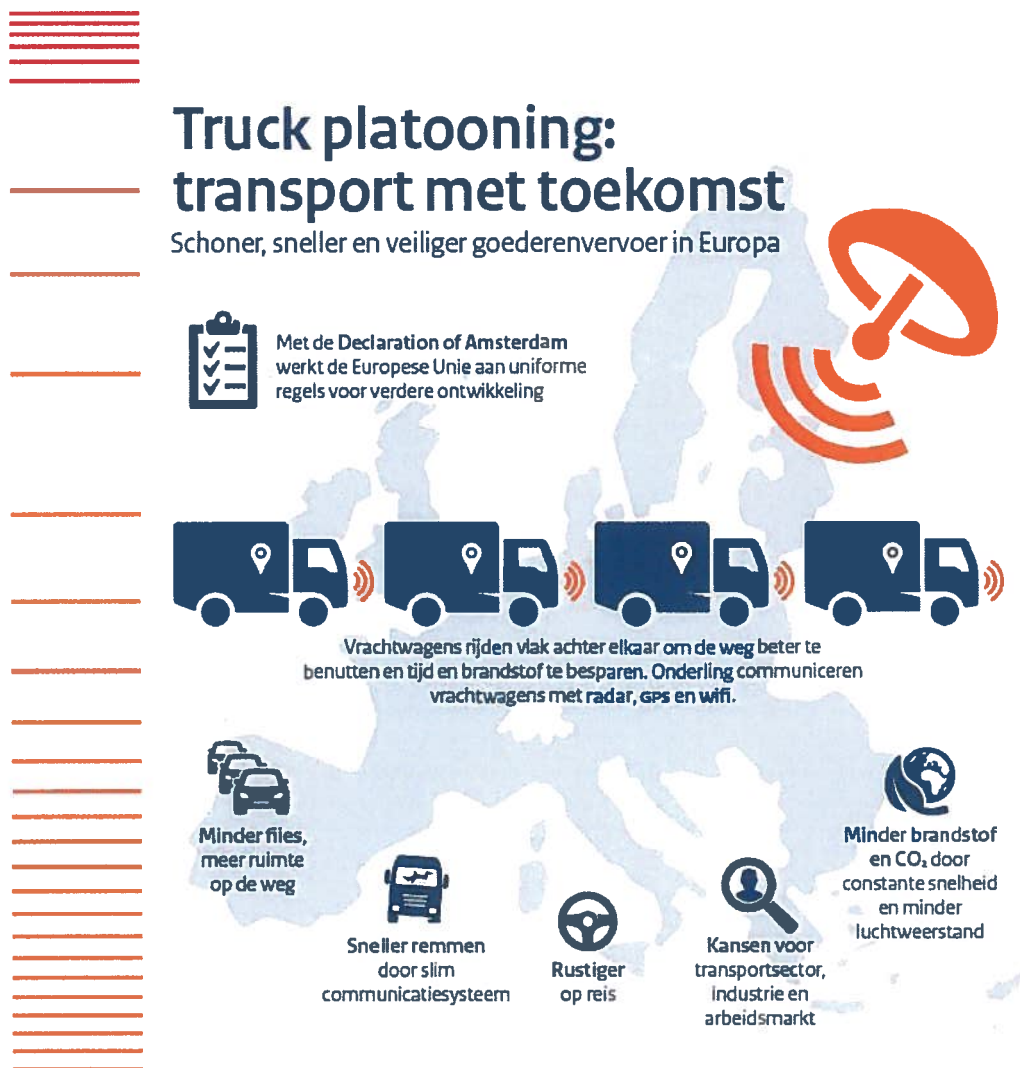 Truck platooning:
transport met toekomst
Schoner, sneller en veiliger goederenvervoer in Europa
Met de Declaration of Amsterdam
werkt de Europese Unie aan uniforme
regels voor verdere ontwikkeling
Vrachtwagens rijden vlak achter elkaar om de weg beter te
benutten en tijd en brandstof te besparen. Onderling communiceren
vrachtwagens met radar, GPS en wifi.
Minder files,
meer ruimte
op de weg
Sneller remmen
door slim
communicatiesysteem
Rustiger
op reis
Kansen voor
transportsector,
industrie en
arbeidsmarkt
Minder brandstof
en CO₂ door
constante snelheid
en minder
luchtweerstand